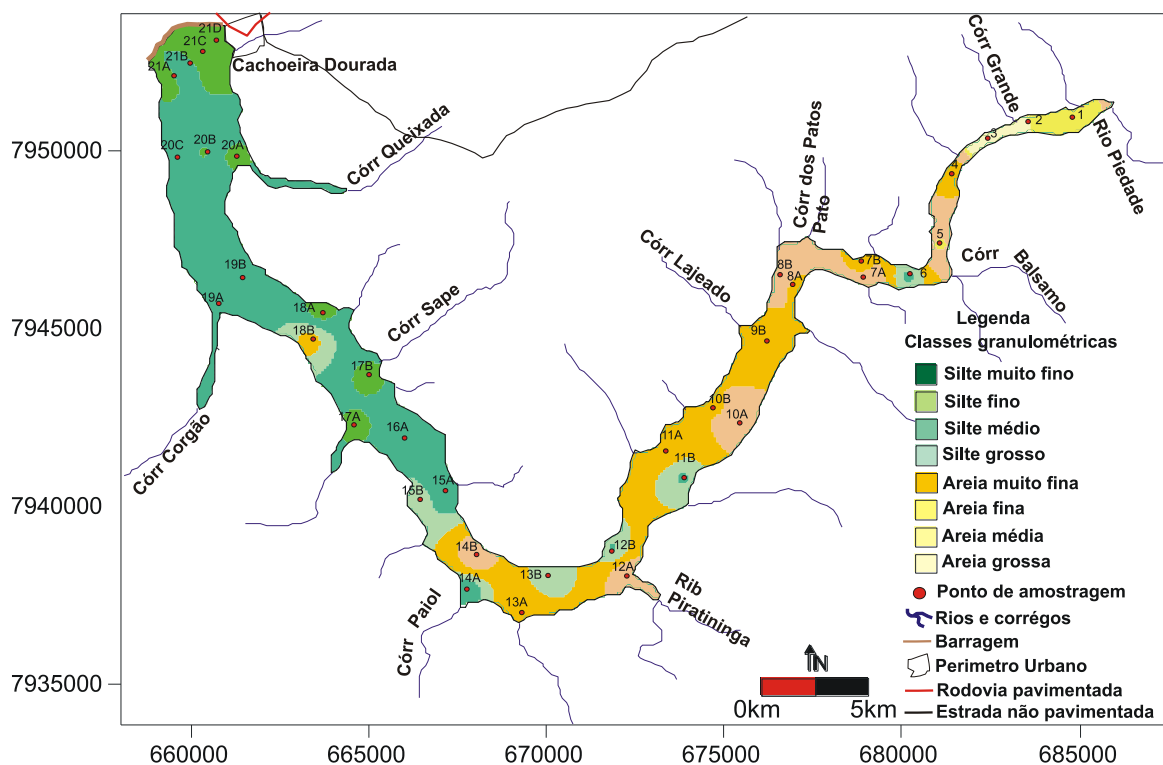 21D
21C
21B
21A
Cachoeira Dourada
Córr Grande
1
2
3
Rio Piedade
7950000
20C
20B
20A
Córr Queixada
Córr dos Patos
Pato
4
5
Córr
Balsamo
6
7B
7A
8B
8A
Córr Lajeado
19B
19A
Córr Sape
7945000
18A
18B
9B
17B
17A
16A
10B
10A
11A
11B
Córr Corgão
15A
15B
7940000
14B
14A
13B
13A
12B
12A
Rib
Piratininga
Córr Paiol
7935000
Legenda
Classes granulométricas
Silte muito fino
Silte fino
Silte médio
Silte grosso
Areia muito fina
Areia fina
Areia média
Areia grossa
Ponto de amostragem
Rios e corrégos
Barragem
Perimetro Urbano
Rodovia pavimentada
Estrada não pavimentada
N
0km 5km
660000 665000 670000 675000 680000 685000